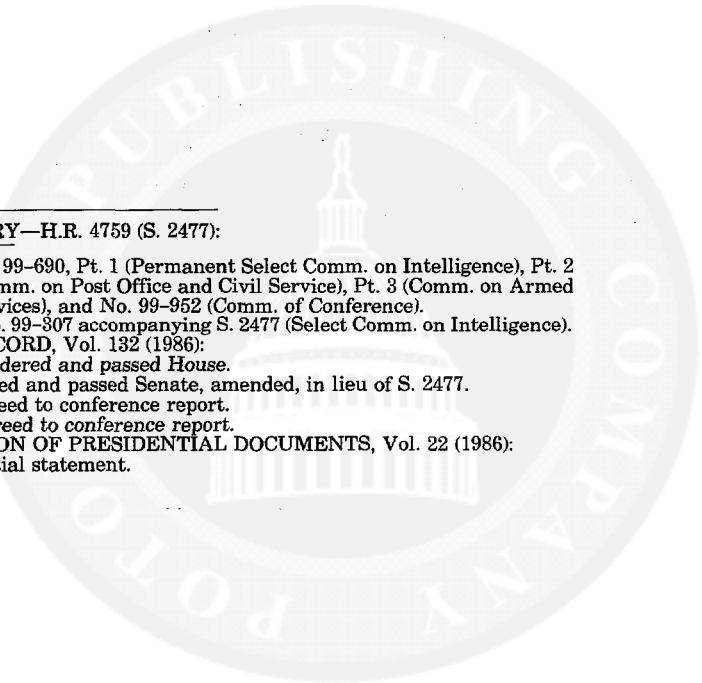 RY—H.R. 4759 (S. 2477):
99–690, Pt. 1 (Permanent Select Comm. on Intelligence), Pt. 2
mm. on Post Office and Civil Service), Pt. 3 (Comm. on Armed
vices), and No. 99–952 (Comm. of Conference).
. 99–307 accompanying S. 2477 (Select Comm. on Intelligence).
CORD, Vol. 132 (1986):
dered and passed House.
ed and passed Senate, amended, in lieu of S. 2477.
eed to conference report.
reed to conference report.
ON OF PRESIDENTIAL DOCUMENTS, Vol. 22 (1986):
ial statement.
POTOMAC PUBLISHING COMPANY